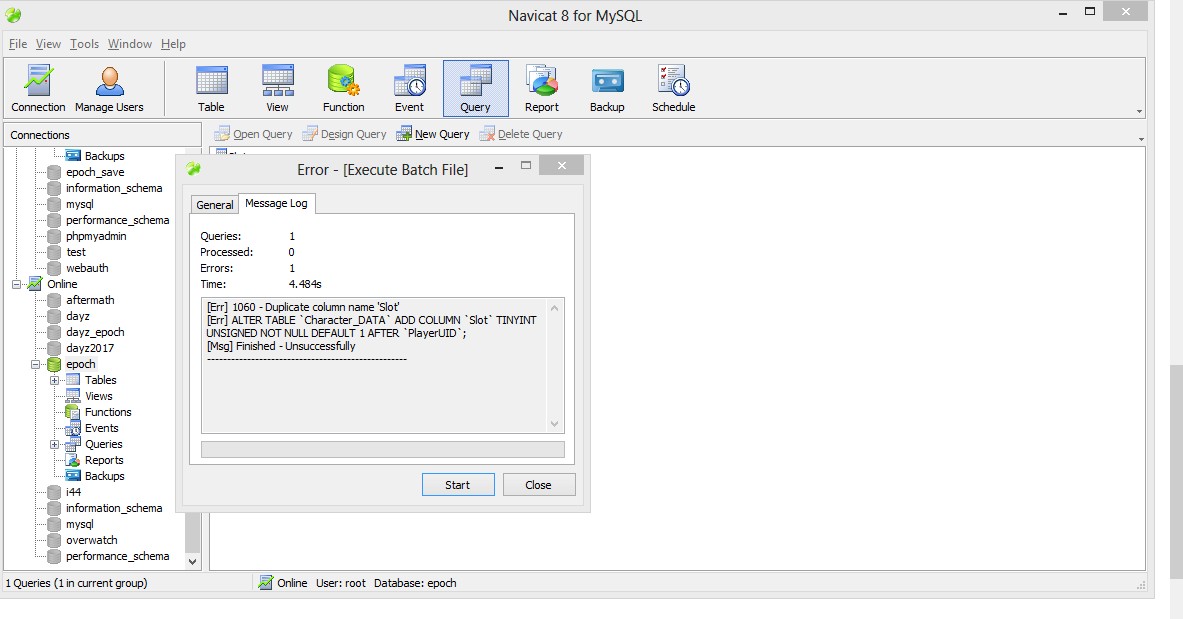 Navicat 8 for MySQL
File View Tools Window Help
Connection Manage Users Table View Function Event Query Report Backup Schedule
Connections
Open Query Design Query New Query Delete Query
Backups
epoch_save
information_schema
mysql
performance_schema
phpmyadmin
test
webauth
Online
aftermath
dayz
dayz_epoch
dayz2017
epoch
Tables
Views
Functions
Events
Queries
Reports
Backups
i44
information_schema
mysql
overwatch
performance_schema
Error - [Execute Batch File]
General Message Log
Queries: 1
Processed: 0
Errors: 1
Time: 4.484s
[Err] 1060 - Duplicate column name 'Slot'
[Err] ALTER TABLE `Character_DATA` ADD COLUMN `Slot` TINYINT
UNSIGNED NOT NULL DEFAULT 1 AFTER `PlayerUID`;
[Msg] Finished - Unsuccessfully
--------------------------------------------------
Start Close
1 Queries (1 in current group) Online User: root Database: epoch